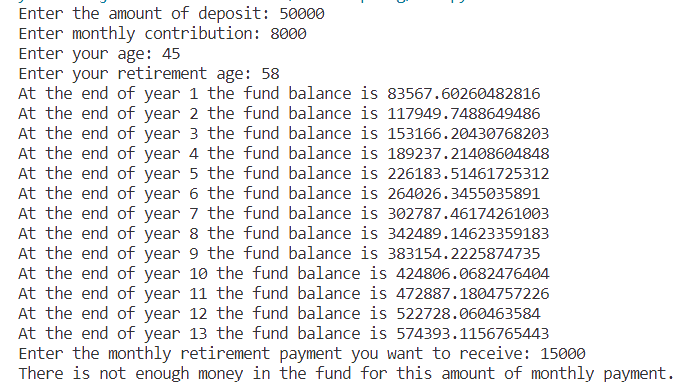 Enter the amount of deposit: 50000
Enter monthly contribution: 8000
Enter your age: 45
Enter your retirement age: 58
At the end of year 1 the fund balance is 83567.60260482816
At the end of year 2 the fund balance is 117949.7488649486
At the end of year 3 the fund balance is 153166.20430768203
At the end of year 4 the fund balance is 189237.21408604848
At the end of year 5 the fund balance is 226183.51461725312
At the end of year 6 the fund balance is 264026.3455035891
At the end of year 7 the fund balance is 302787.46174261003
At the end of year 8 the fund balance is 342489.14623359183
At the end of year 9 the fund balance is 383154.2225874735
At the end of year 10 the fund balance is 424806.0682476404
At the end of year 11 the fund balance is 472887.1804757226
At the end of year 12 the fund balance is 522728.060463584
At the end of year 13 the fund balance is 574393.1156765443
Enter the monthly retirement payment you want to receive: 15000
There is not enough money in the fund for this amount of monthly payment.